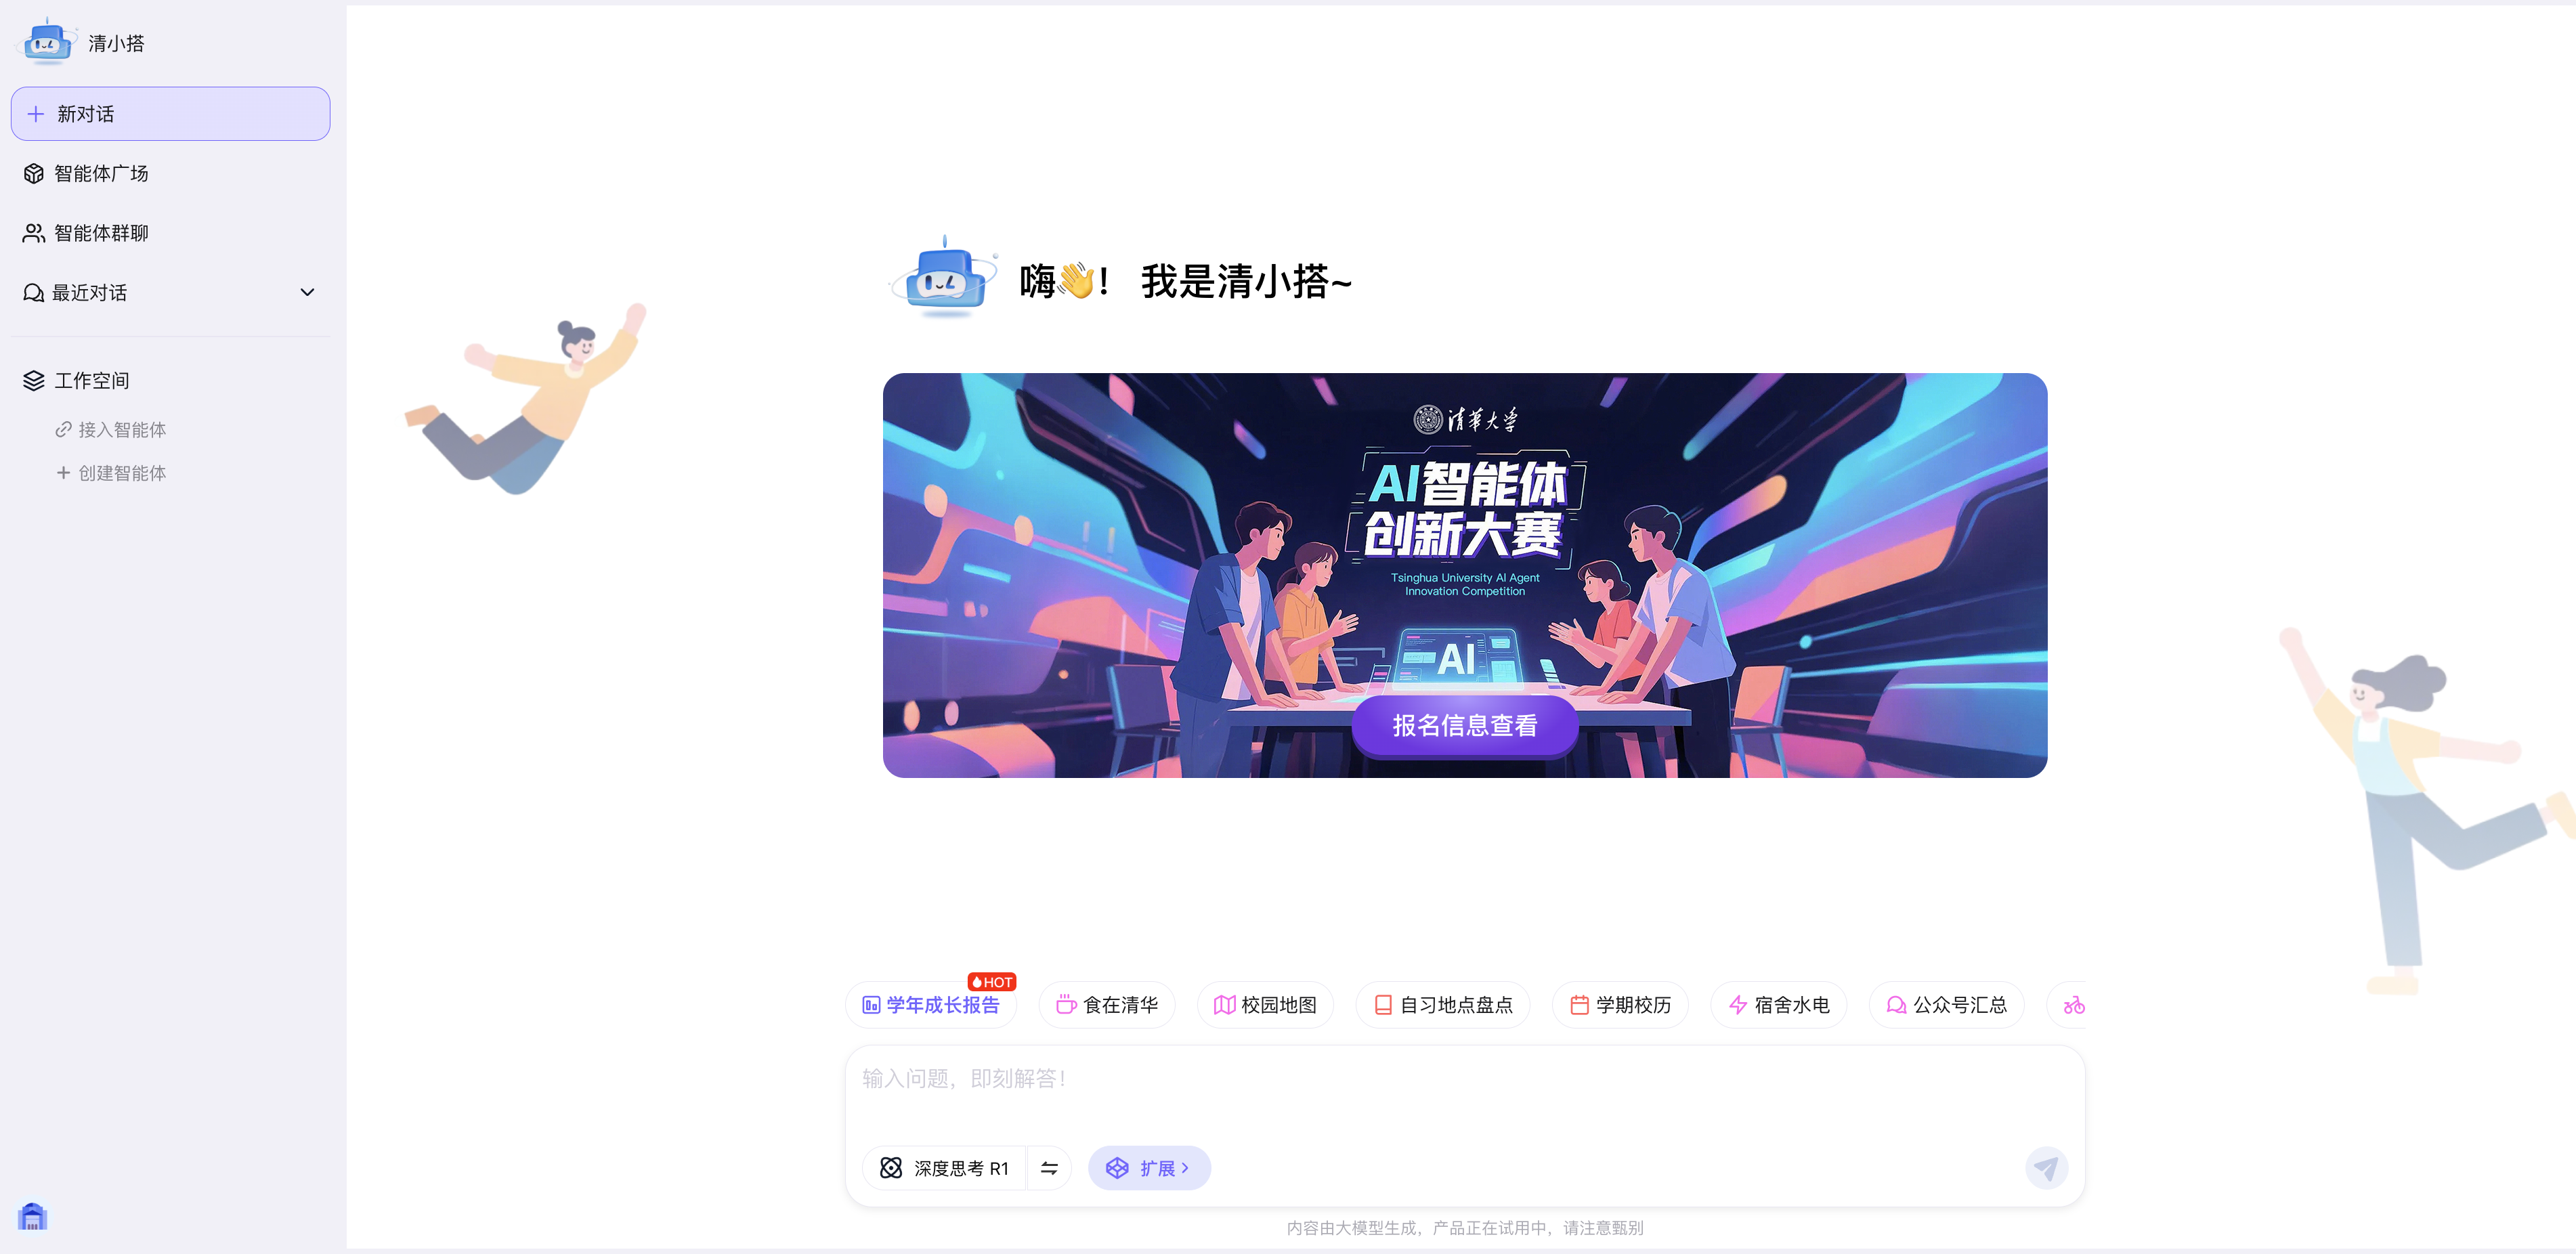 清小搭
新对话
智能体广场
智能体群聊
最近对话
工作空间
接入智能体
创建智能体
嗨👋！ 我是清小搭~
清华大学
AI智能体
创新大赛
Tsinghua University AI Agent
Innovation Competition
AI
报名信息查看
HOT
学年成长报告
食在清华
校园地图
自习地点盘点
学期校历
宿舍水电
公众号汇总
输入问题，即刻解答！
深度思考 R1
扩展
内容由大模型生成，产品正在试用中，请注意甄别